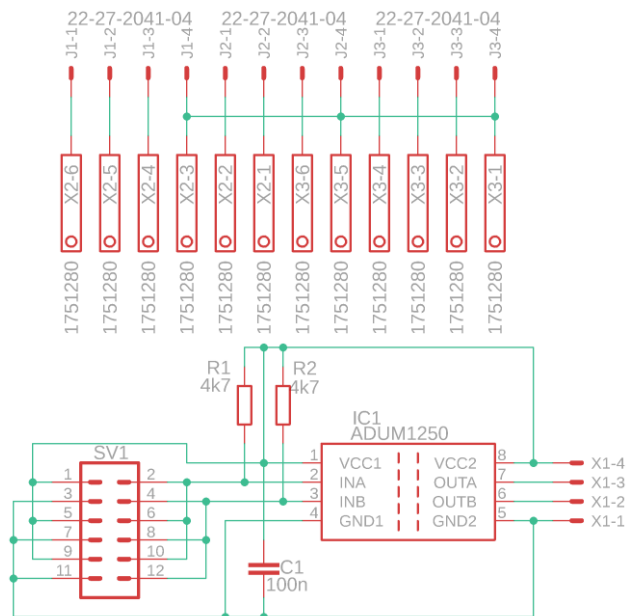 22-27-2041-04 22-27-2041-04 22-27-2041-04
J1-1 J1-2 J1-3 J1-4 J2-1 J2-2 J2-3 J2-4 J3-1 J3-2 J3-3 J3-4
X2-6 X2-5 X2-4 X2-3 X2-2 X2-1 X3-6 X3-5 X3-4 X3-3 X3-2 X3-1
1751280 1751280 1751280 1751280 1751280 1751280 1751280 1751280 1751280 1751280 1751280 1751280
R1
4k7
R2
4k7
IC1
ADUM1250
1 VCC1 VCC2 8
2 INA OUTA 7
3 INB OUTB 6
4 GND1 GND2 5
X1-4
X1-3
X1-2
X1-1
SV1
1 2
3 4
5 6
7 8
9 10
11 12
C1
100n